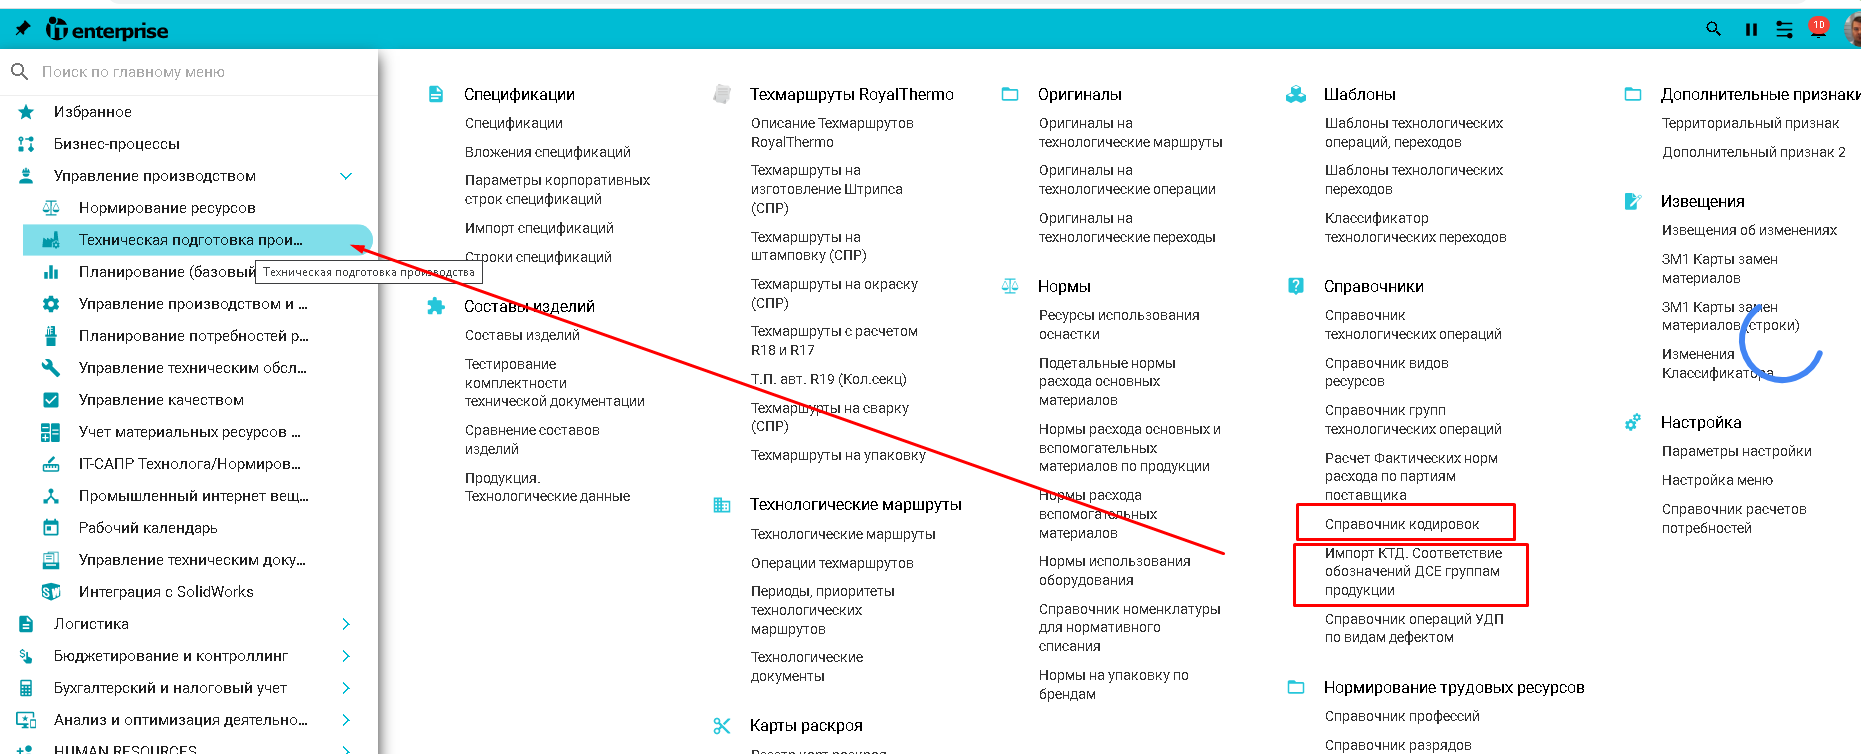 enterprise
10
Поиск по главному меню
Избранное
Бизнес-процессы
Управление производством
Нормирование ресурсов
Техническая подготовка прои...
Планирование (базовый
Техническая подготовка производства
Управление производством и ...
Планирование потребностей р...
Управление техническим обсл...
Управление качеством
Учет материальных ресурсов ...
IT-САПР Технолога/Нормиров...
Промышленный интернет вещ...
Рабочий календарь
Управление техническим доку...
Интеграция с SolidWorks
Логистика
Бюджетирование и контроллинг
Бухгалтерский и налоговый учет
Анализ и оптимизация деятельно...
HUMAN RESOURCES
Спецификации
Спецификации
Вложения спецификаций
Параметры корпоративных
строк спецификаций
Импорт спецификаций
Строки спецификаций
Составы изделий
Составы изделий
Тестирование
комплектности
технической документации
Сравнение составов
изделий
Продукция.
Технологические данные
Техмаршруты RoyalThermo
Описание Техмаршрутов
RoyalThermo
Техмаршруты на
изготовление Штрипса
(СПР)
Техмаршруты на
штамповку (СПР)
Техмаршруты на окраску
(СПР)
Техмаршруты с расчетом
R18 и R17
Т.П. авт. R19 (Кол.секц)
Техмаршурты на сварку
(СПР)
Техмаршруты на упаковку
Технологические маршруты
Технологические маршруты
Операции техмаршрутов
Периоды, приоритеты
технологических
маршрутов
Технологические
документы
Карты раскроя
Реестр карт раскроя
Оригиналы
Оригиналы на
технологические маршруты
Оригиналы на
технологические операции
Оригиналы на
технологические переходы
Нормы
Ресурсы использования
оснастки
Подетальные нормы
расхода основных
материалов
Нормы расхода основных и
вспомогательных
материалов по продукции
Нормы расхода
вспомогательных
материалов
Нормы использования
оборудования
Справочник номенклатуры
для нормативного
списания
Нормы на упаковку по
брендам
Шаблоны
Шаблоны технологических
операций, переходов
Шаблоны технологических
переходов
Классификатор
технологических переходов
Справочники
Справочник
технологических операций
Справочник видов
ресурсов
Справочник групп
технологических операций
Расчет Фактических норм
расхода по партиям
поставщика
Справочник кодировок
Импорт КТД. Соответствие
обозначений ДСЕ группам
продукции
Справочник операций УДП
по видам дефектом
Нормирование трудовых ресурсов
Справочник профессий
Справочник разрядов
Дополнительные признаки
Территориальный признак
Дополнительный признак 2
Извещения
Извещения об изменениях
ЗМ1 Карты замен
материалов
ЗМ1 Карты замен
материалов (строки)
Изменения
Классификатора
Настройка
Параметры настройки
Настройка меню
Справочник расчетов
потребностей